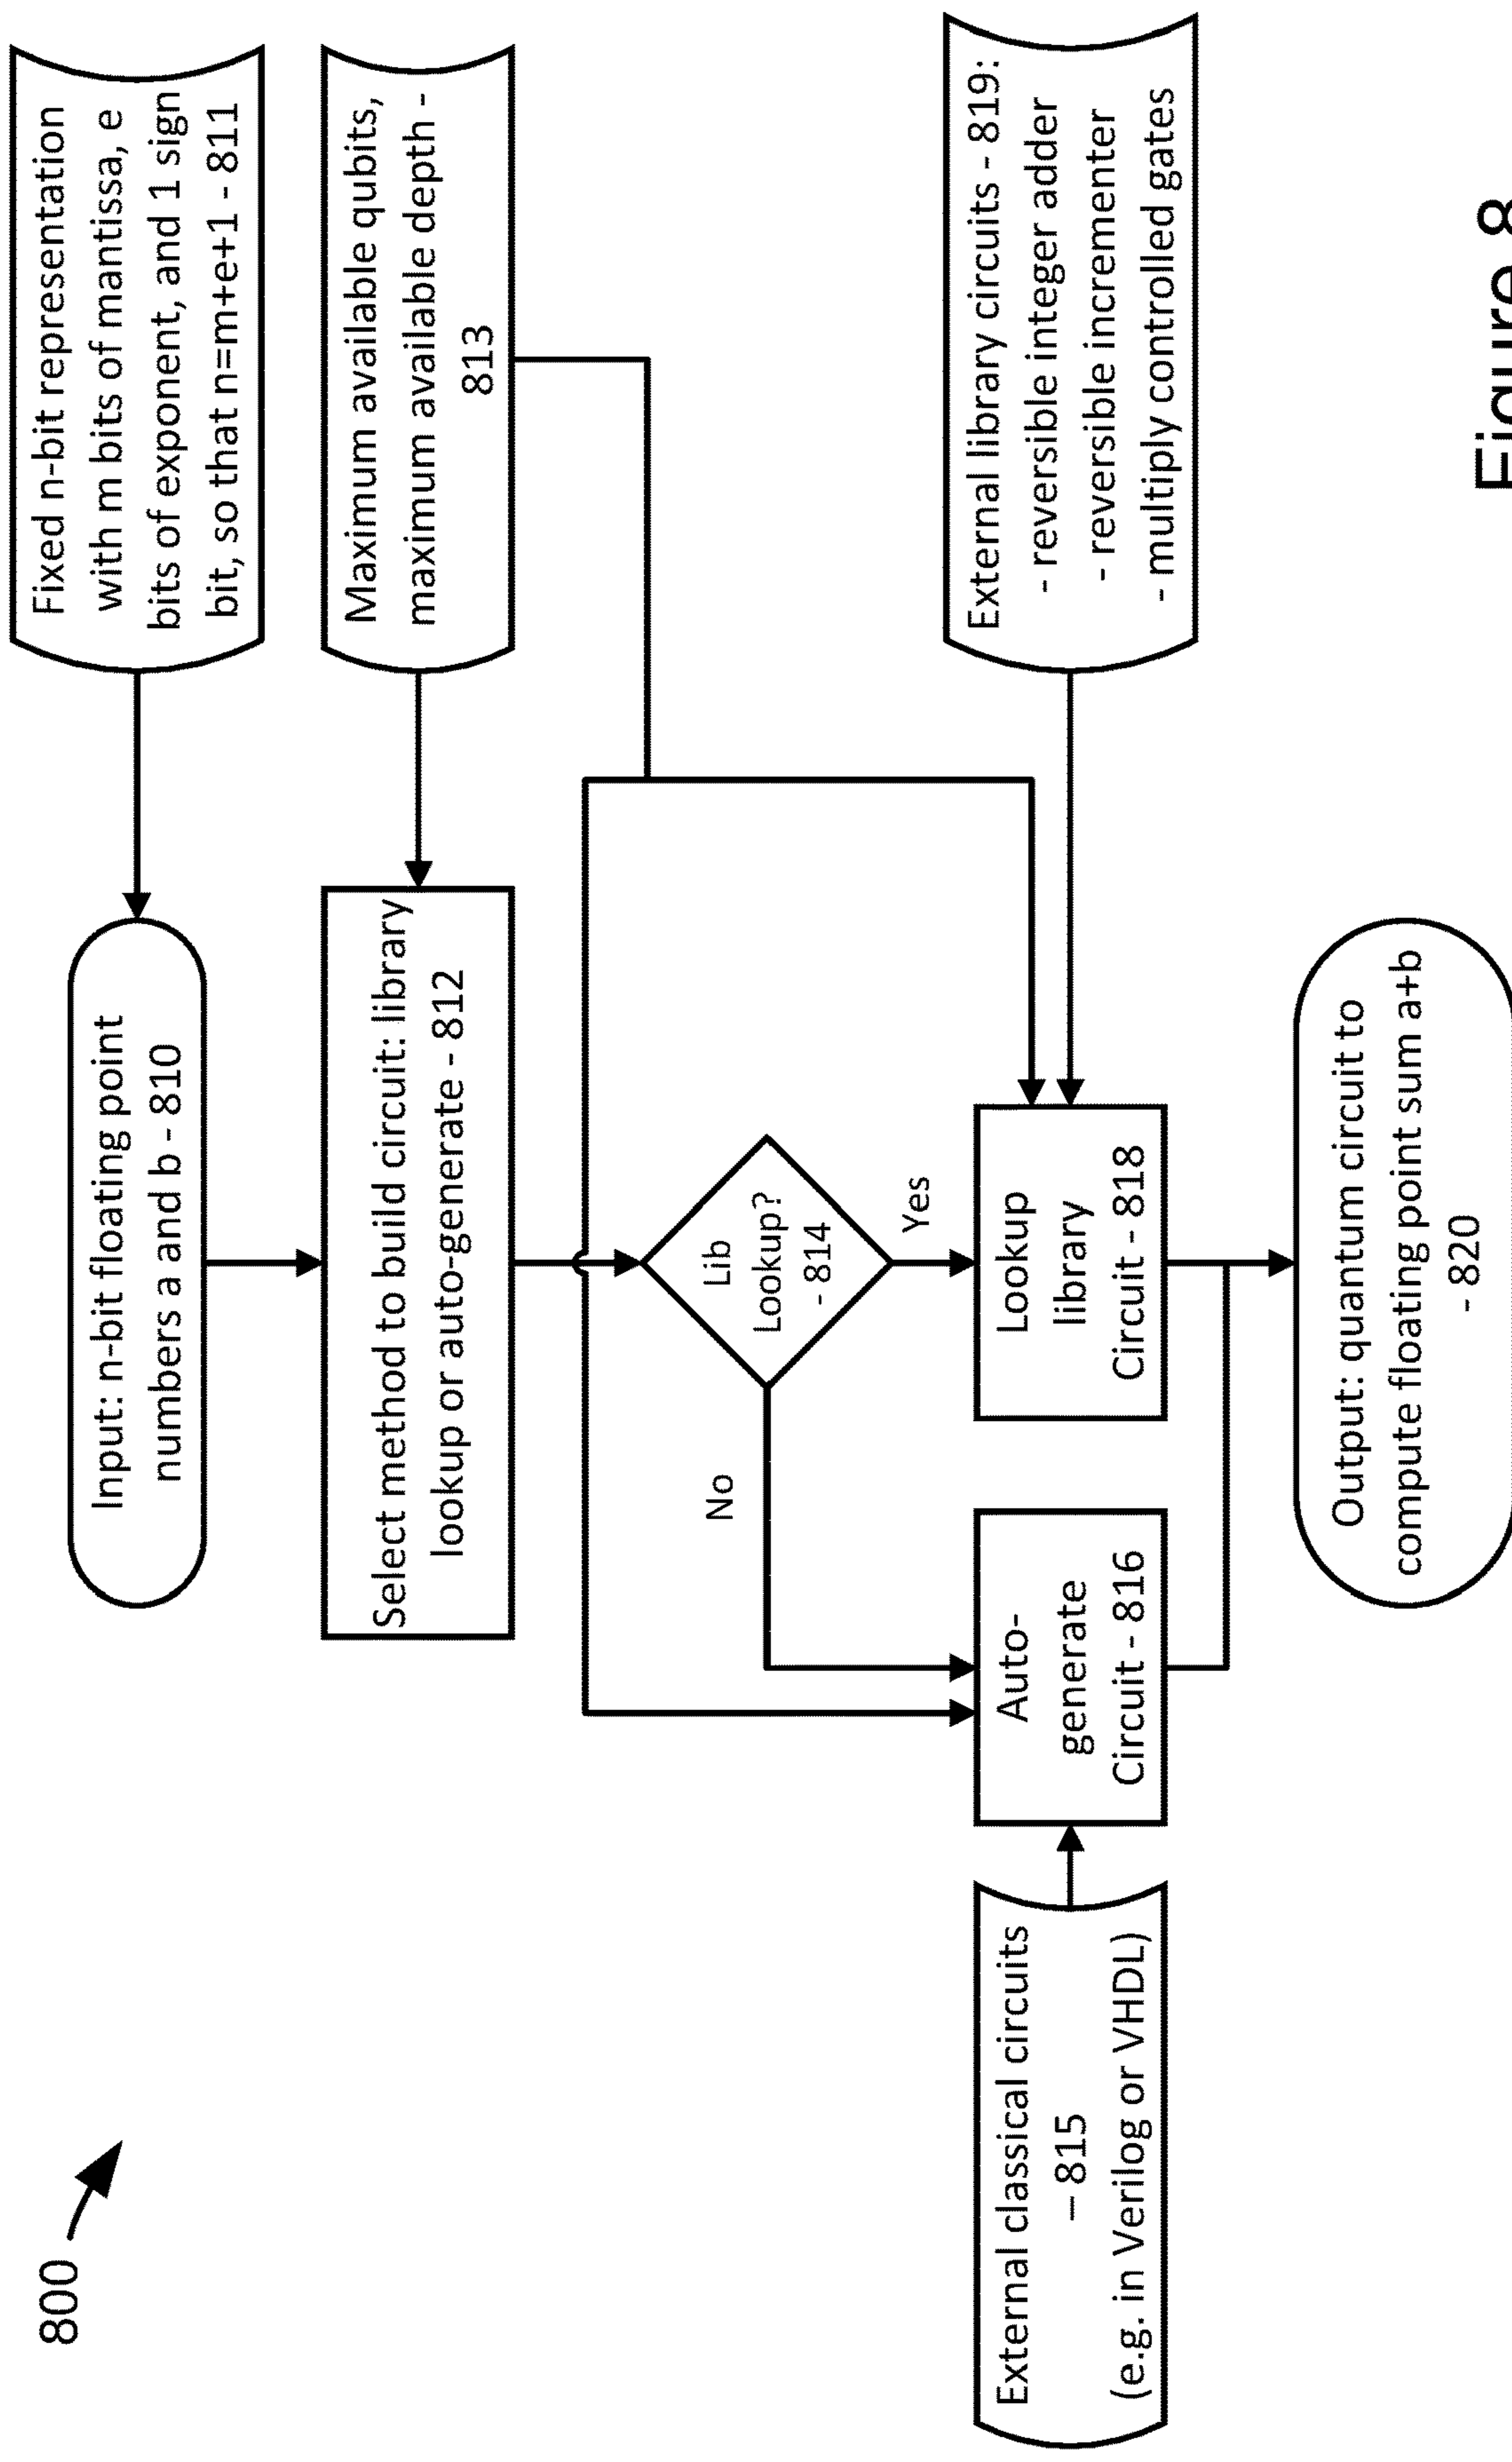 800
Input: n-bit floating point
numbers a and b - 810
Fixed n-bit representation
with m bits of mantissa, e
bits of exponent, and 1 sign
bit, so that n=m+e+1 - 811
Select method to build circuit: library
lookup or auto-generate - 812
Maximum available qubits,
maximum available depth -
813
Lib
Lookup?
- 814
No
Yes
External classical circuits
– 815
(e.g. in Verilog or VHDL)
Auto-
generate
Circuit - 816
Lookup
library
Circuit - 818
External library circuits - 819:
- reversible integer adder
- reversible incrementer
- multiply controlled gates
Output: quantum circuit to
compute floating point sum a+b
- 820
Figure 8